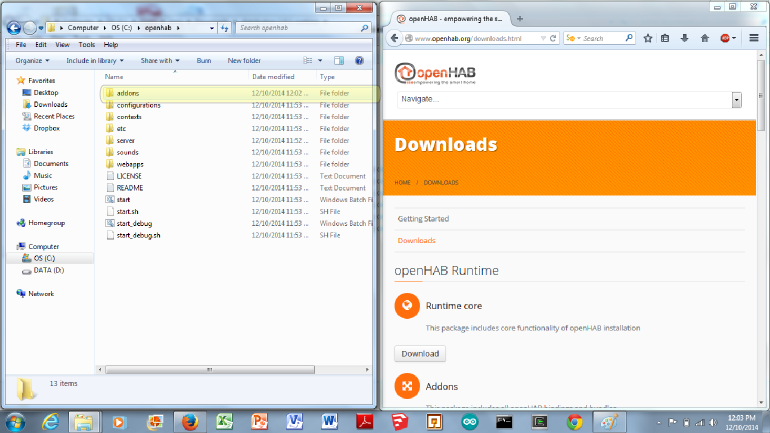 Computer ▸ OS (C:) ▸ openhab ▸
Search openhab
File Edit View Tools Help
Organize Include in library Share with Burn New folder
Name Date modified Type
Favorites
Desktop
Downloads
Recent Places
Dropbox
Libraries
Documents
Music
Pictures
Videos
Homegroup
Computer
OS (C:)
DATA (D:)
Network
addons 12/10/2014 12:02 ... File folder
configurations 12/10/2014 11:53 ... File folder
contexts 12/10/2014 11:53 ... File folder
etc 12/10/2014 11:53 ... File folder
server 12/10/2014 11:52 ... File folder
sounds 12/10/2014 11:53 ... File folder
webapps 12/10/2014 11:53 ... File folder
LICENSE 12/10/2014 11:53 ... Text Document
README 12/10/2014 11:53 ... Text Document
start 12/10/2014 11:53 ... Windows Batch Fi
start.sh 12/10/2014 11:53 ... SH File
start_debug 12/10/2014 11:53 ... Windows Batch Fi
start_debug.sh 12/10/2014 11:53 ... SH File
13 items
openHAB - empowering the s...
www.openhab.org/downloads.html
Search
openHAB
empowering the smart home
Navigate...
Downloads
HOME / DOWNLOADS
Getting Started
Downloads
openHAB Runtime
Runtime core
This package includes core functionality of openHAB installation
Download
Addons
This package includes all openHAB bindings and bundles
12:03 PM
12/10/2014